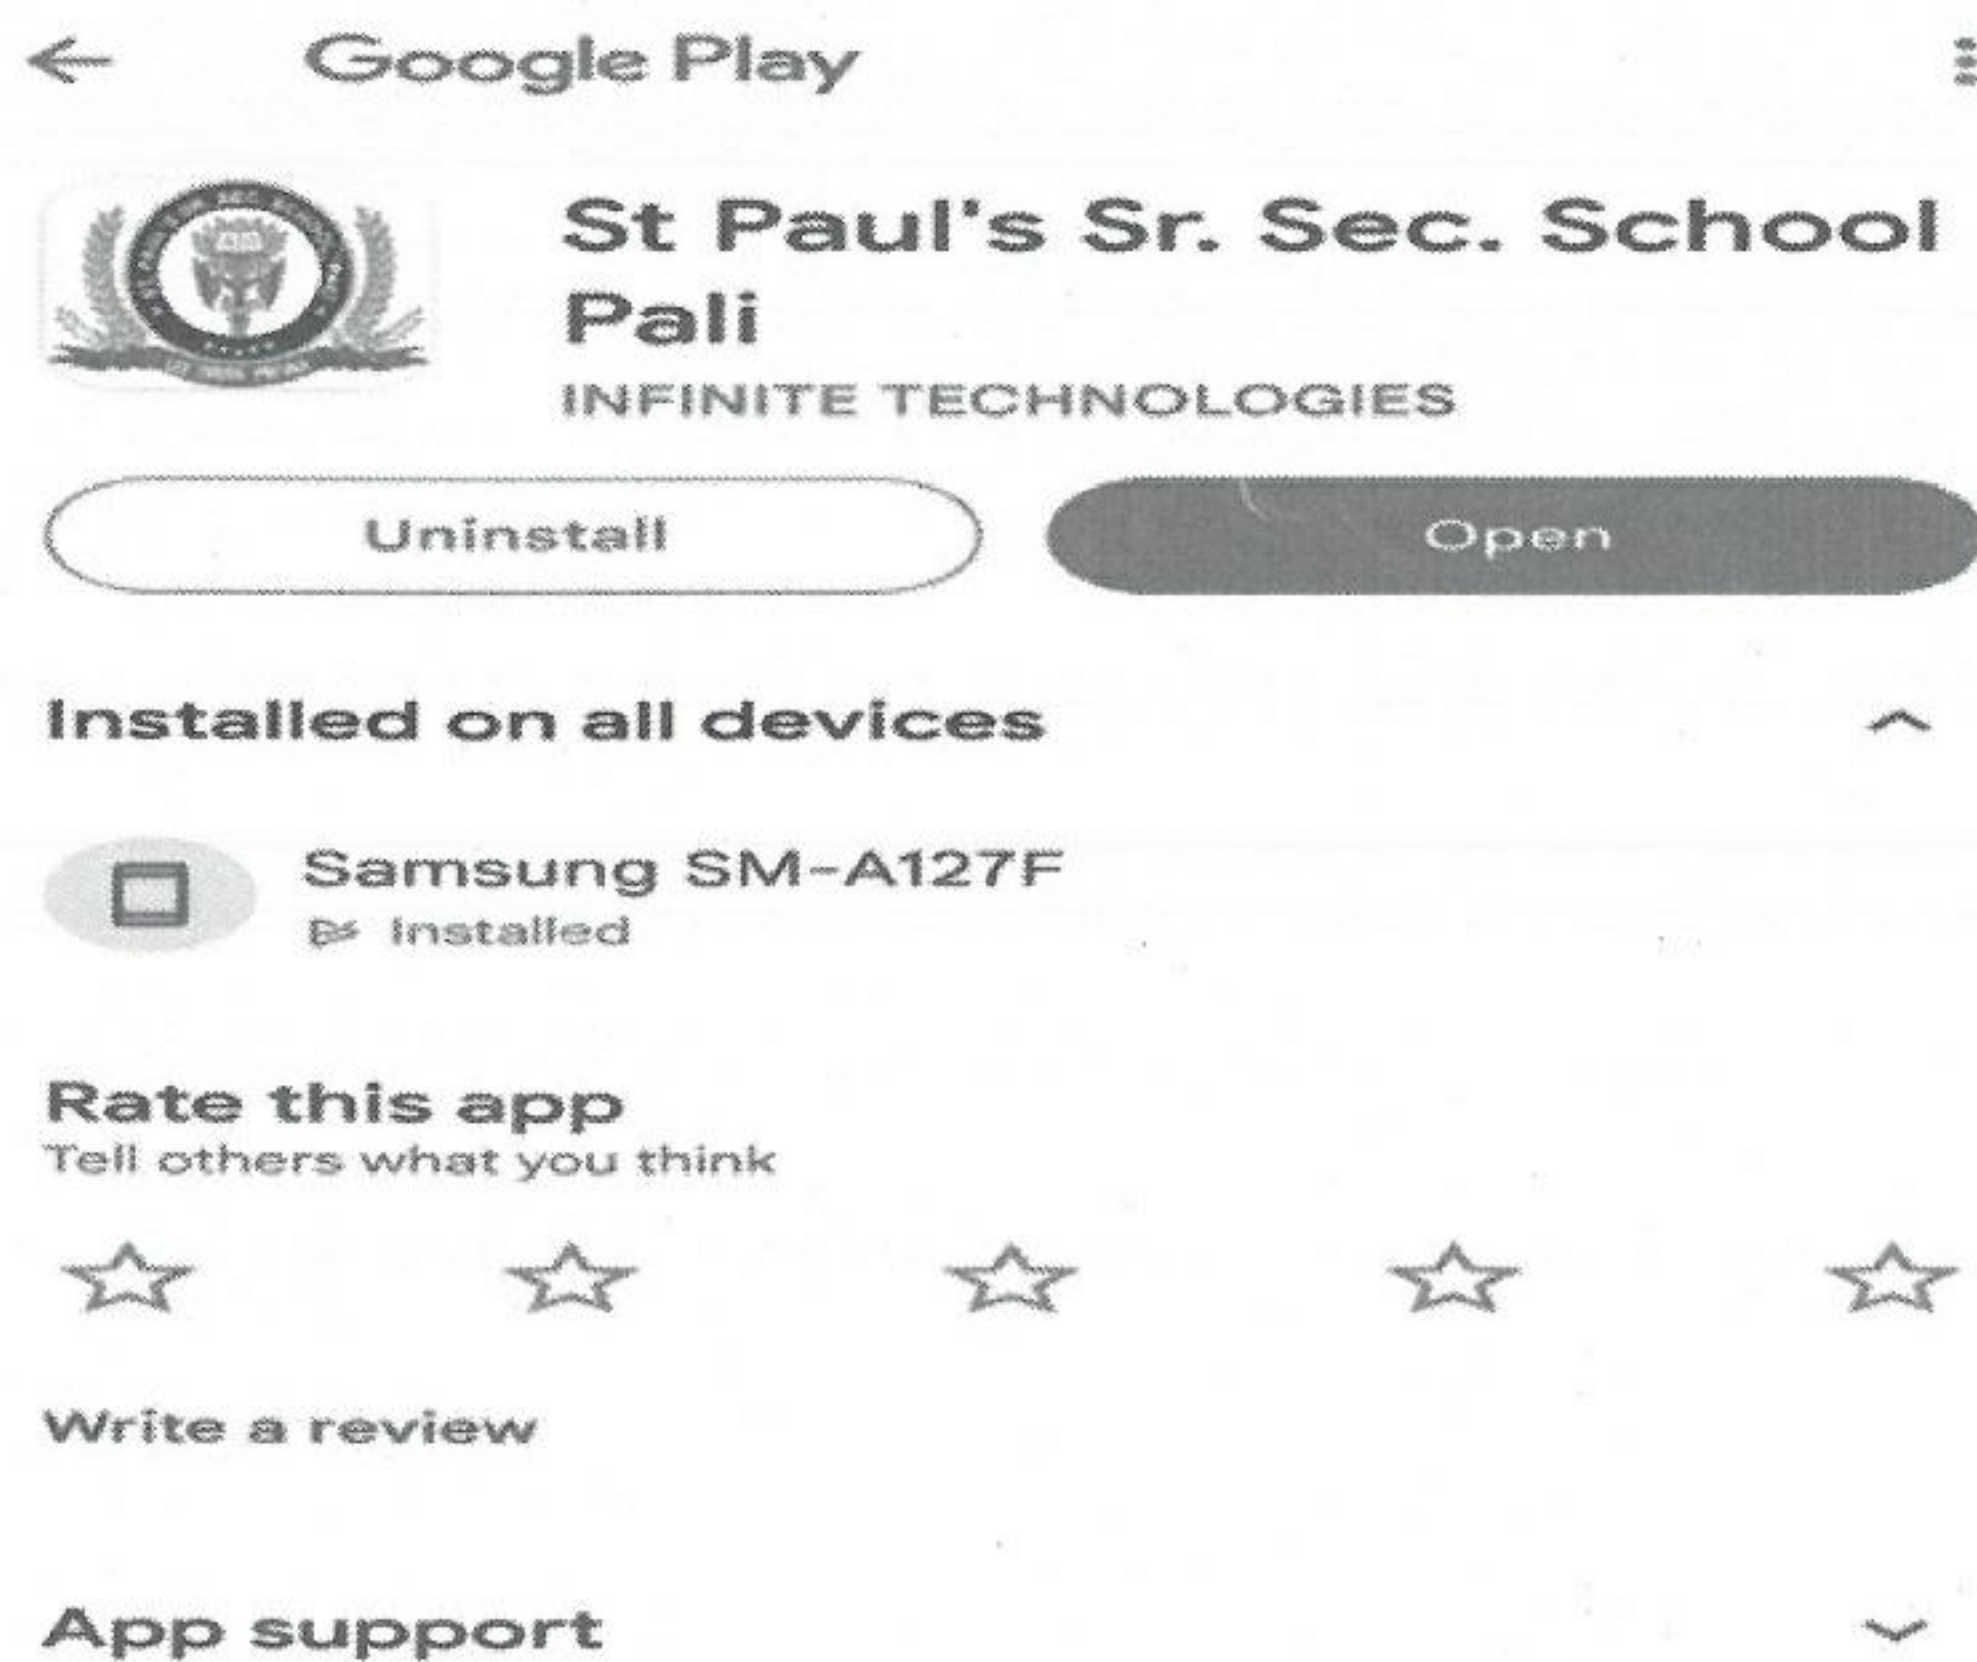 Google Play
St Paul's Sr. Sec. School
Pali
INFINITE TECHNOLOGIES
Uninstall
Open
Installed on all devices
Samsung SM-A127F
Installed
Rate this app
Tell others what you think
Write a review
App support